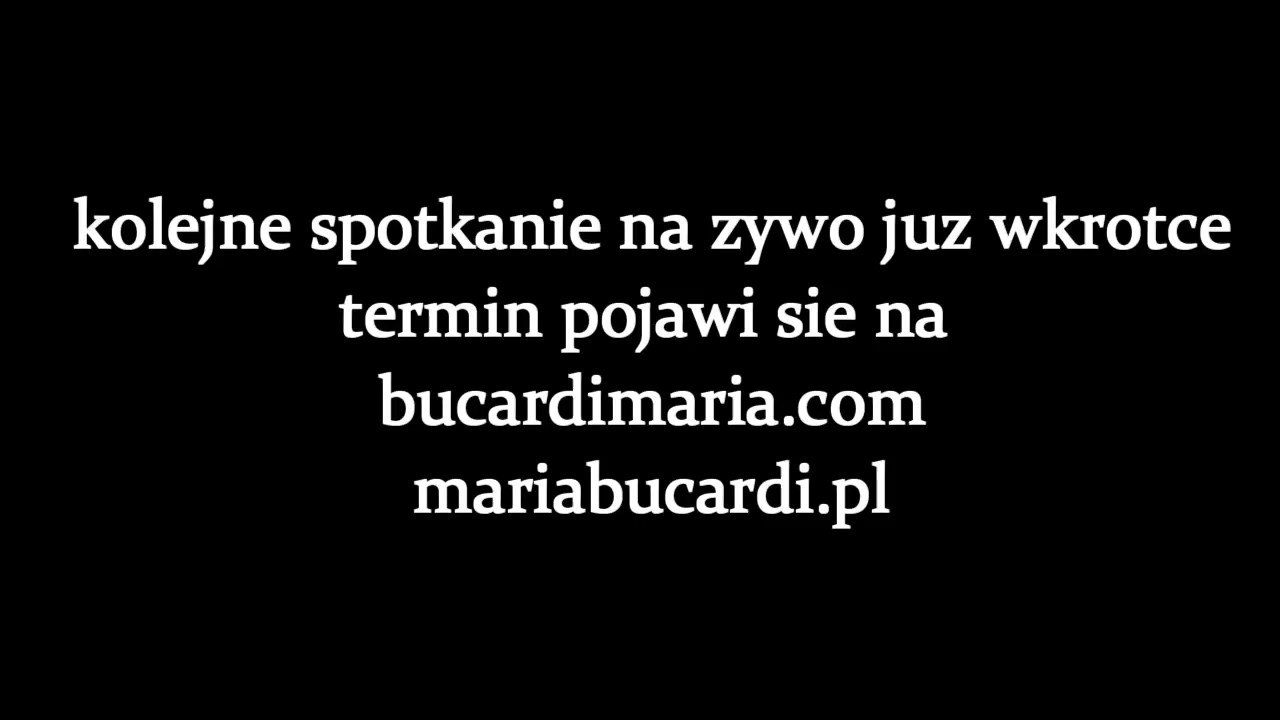 kolejne spotkanie na zywo juz wkrotce
termin pojawi sie na
bucardimaria.com
mariabucardi.pl